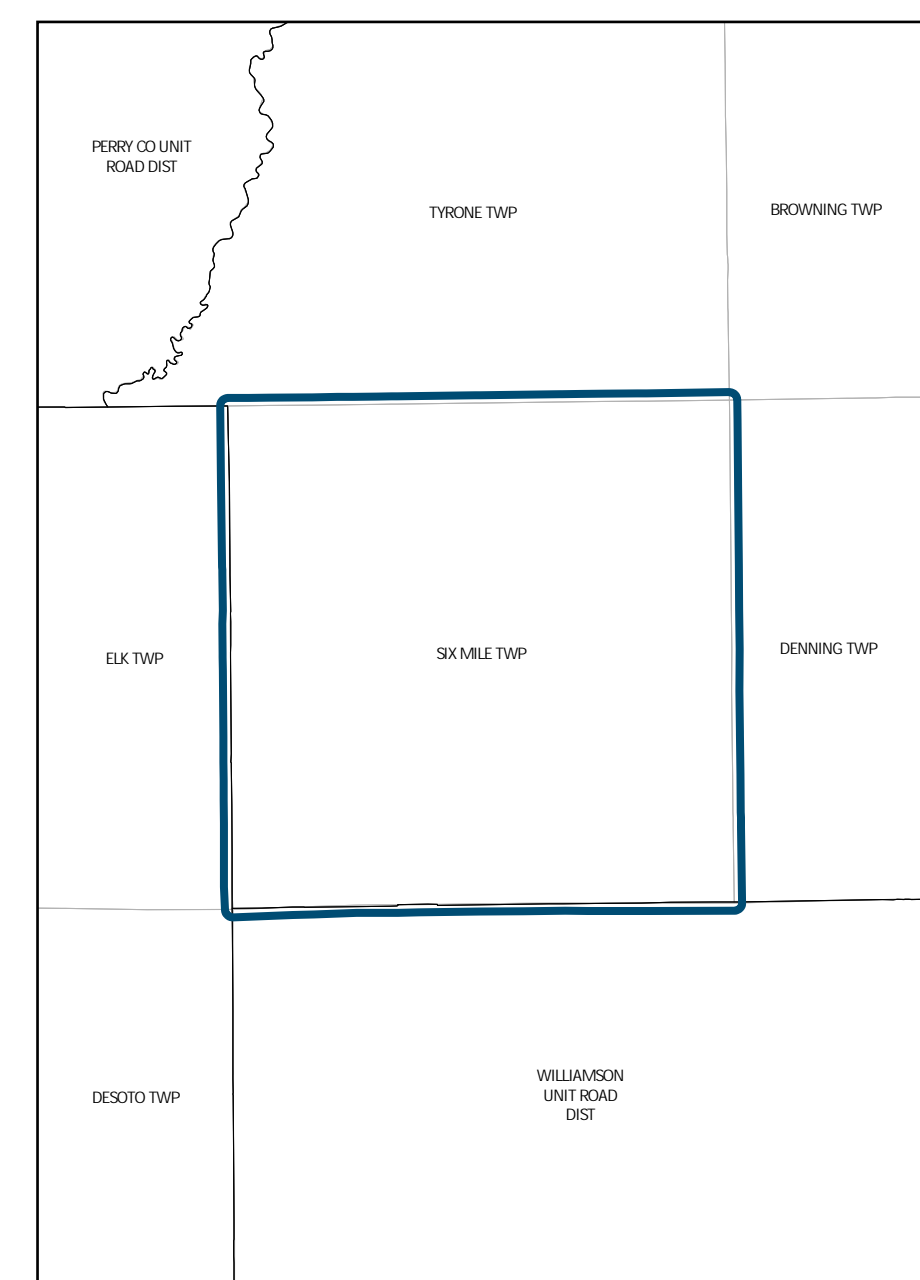 PERRY CO UNIT
ROAD DIST
TYRONE TWP
BROWNING TWP
ELK TWP
SIX MILE TWP
DENNING TWP
DESOTO TWP
WILLIAMSON
UNIT ROAD
DIST